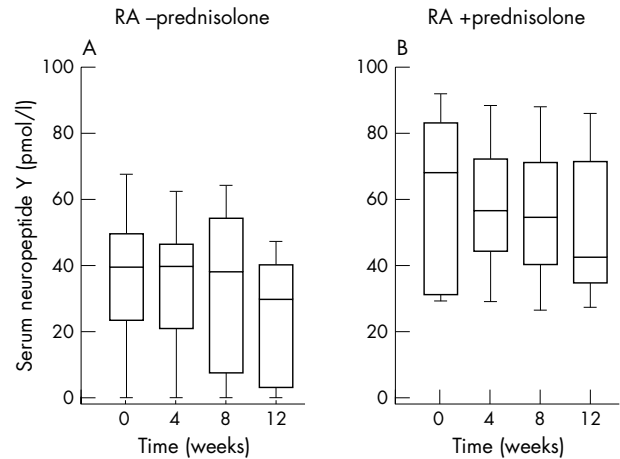 RA –prednisolone
A
100
80
60
40
20
0
Serum neuropeptide Y (pmol/l)
0 4 8 12
Time (weeks)
RA +prednisolone
B
100
80
60
40
20
0
0 4 8 12
Time (weeks)